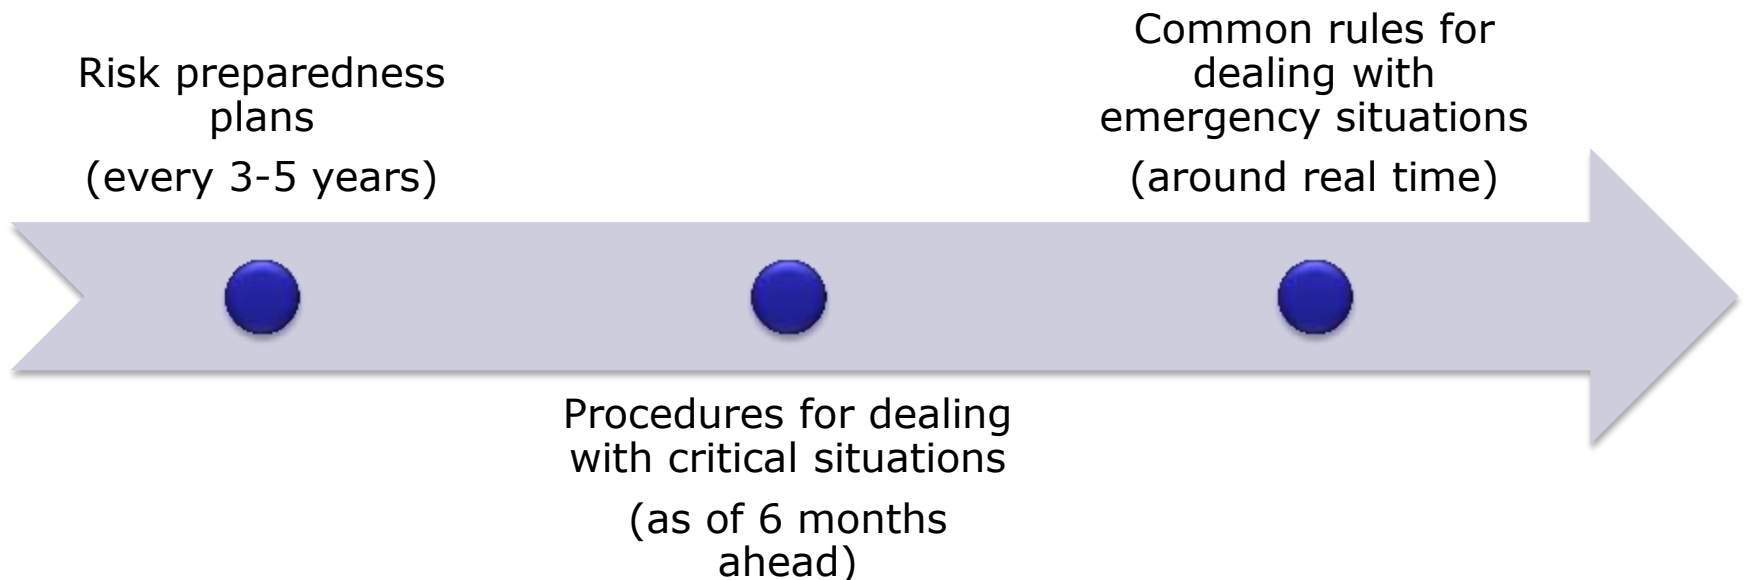 Risk preparedness
plans
(every 3-5 years)
Procedures for dealing
with critical situations
(as of 6 months
ahead)
Common rules for
dealing with
emergency situations
(around real time)